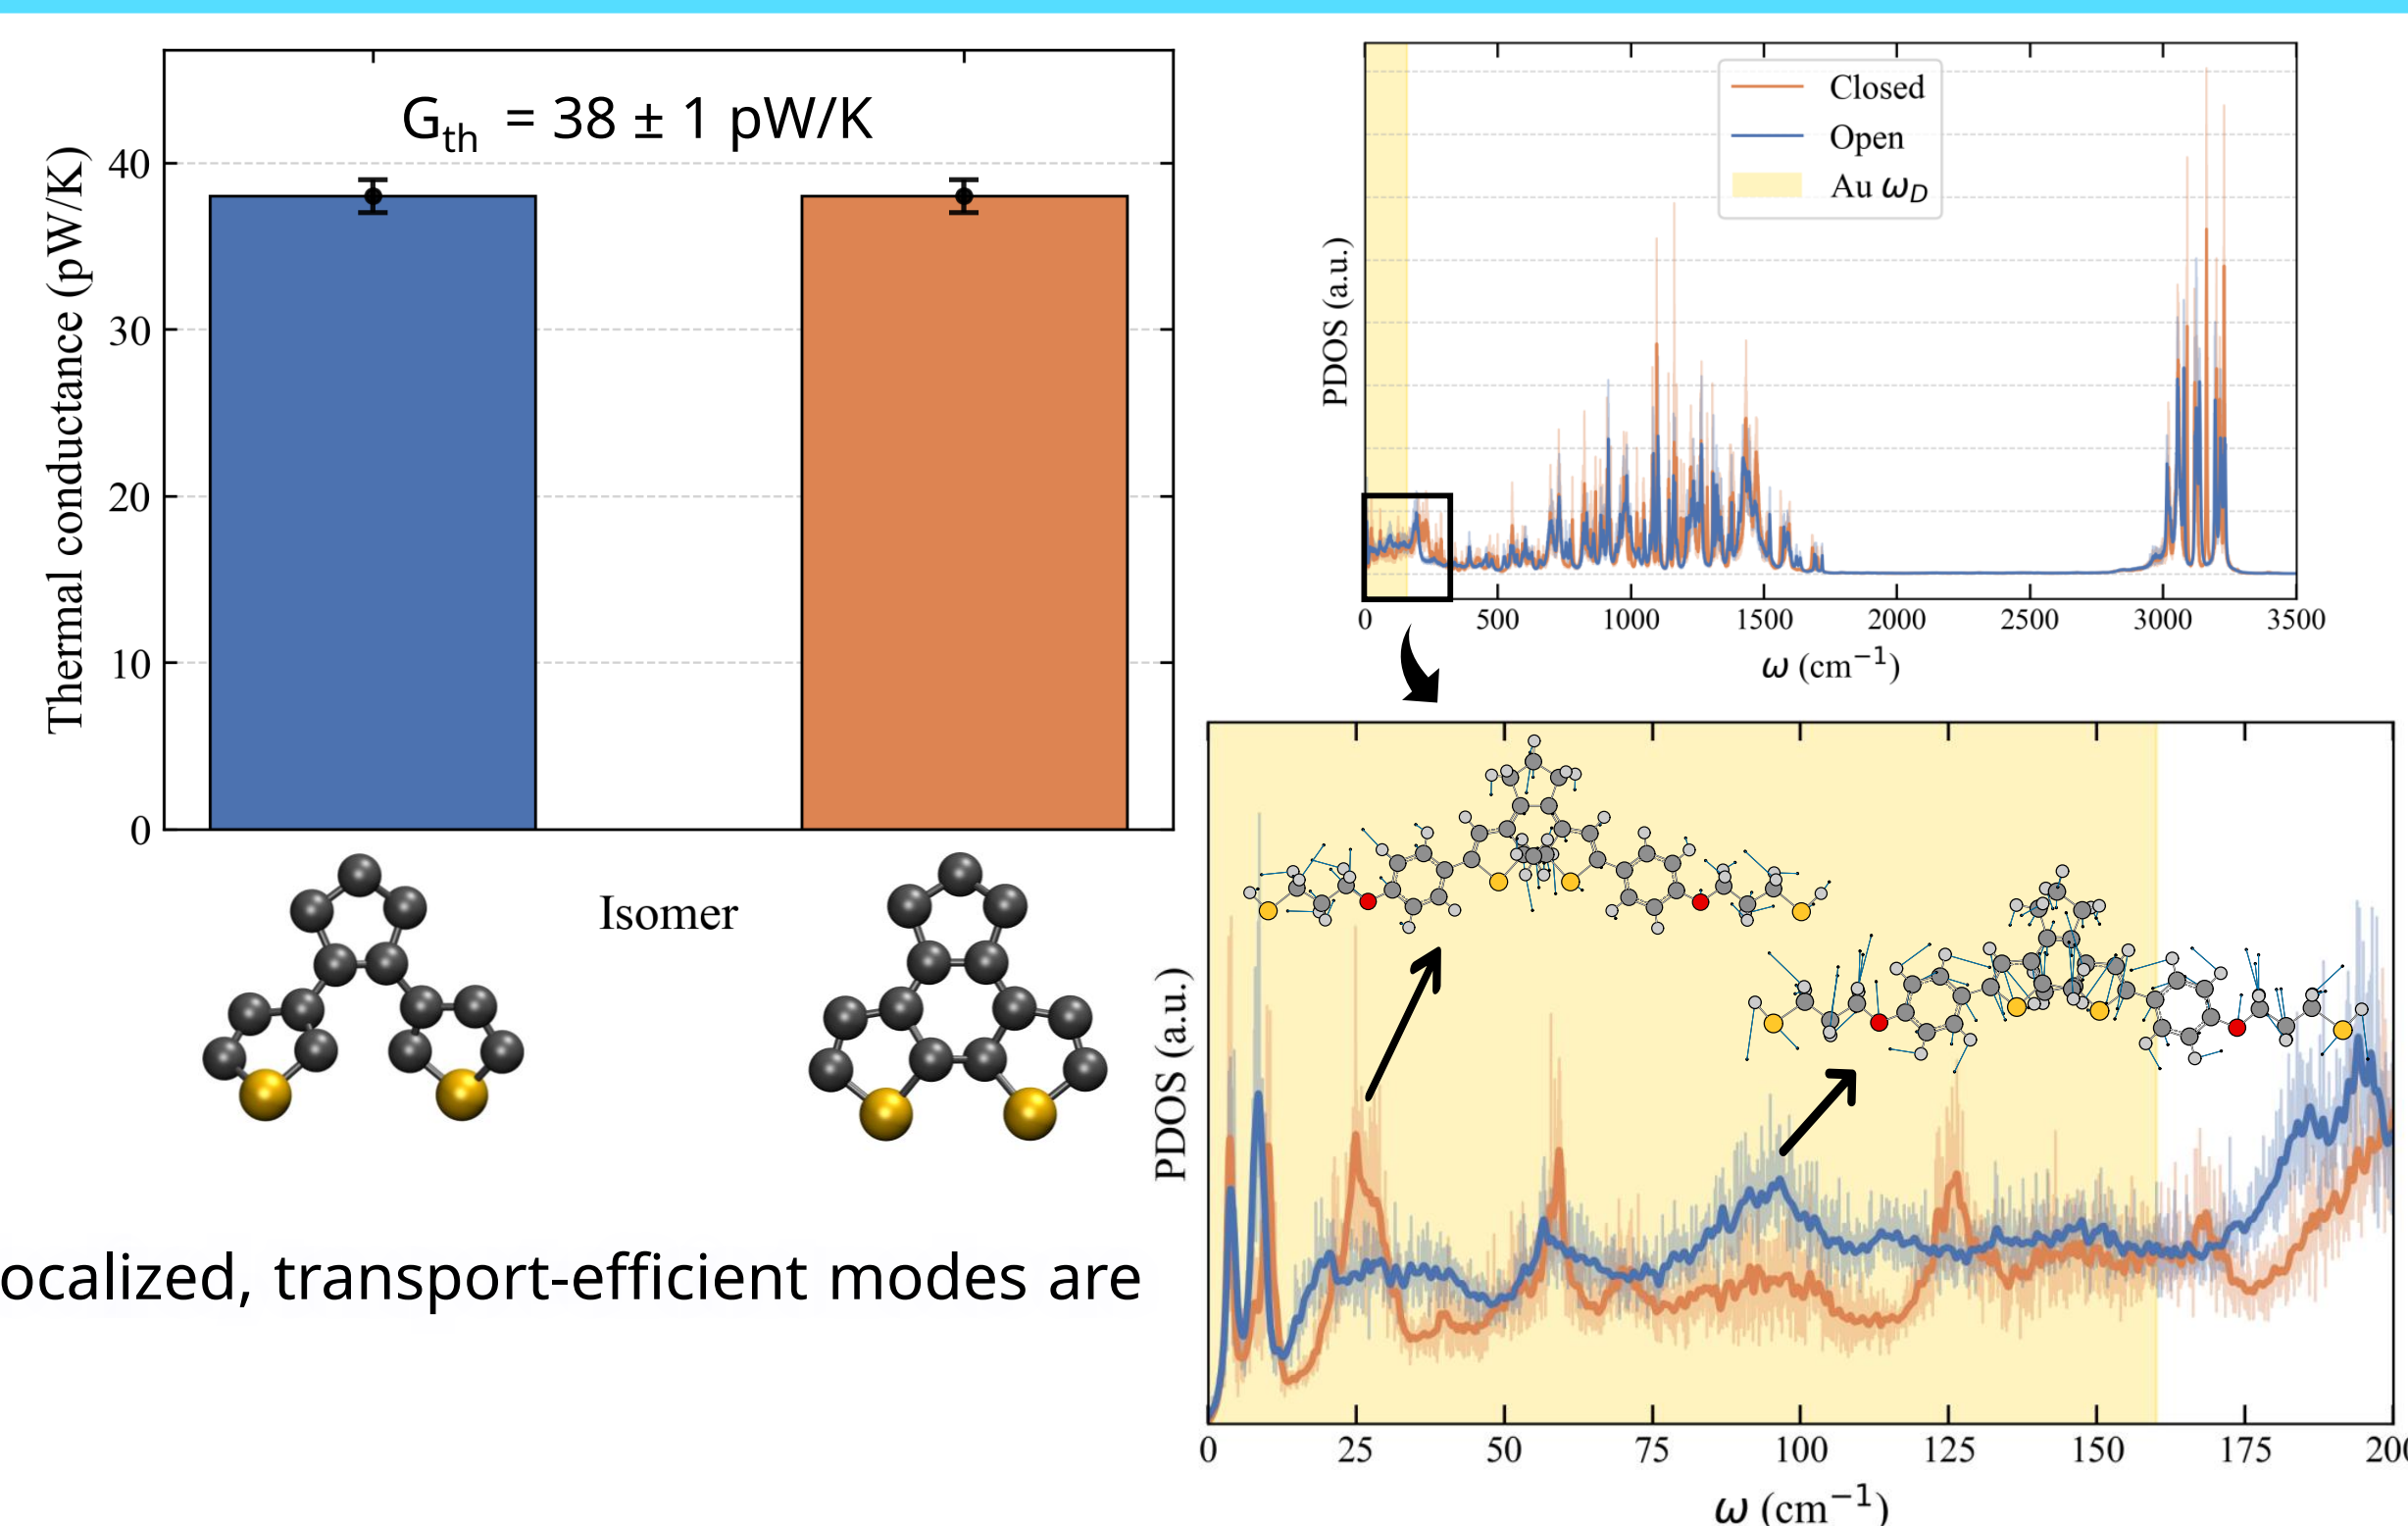 Thermal conductance (pW/K)
G_th = 38 ± 1 pW/K
40
30
20
10
0
Isomer
PDOS (a.u.)
Closed
Open
Au ω_D
0 500 1000 1500 2000 2500 3000 3500
ω (cm⁻¹)
PDOS (a.u.)
0 25 50 75 100 125 150 175 200
ω (cm⁻¹)
ocalized, transport-efficient modes are